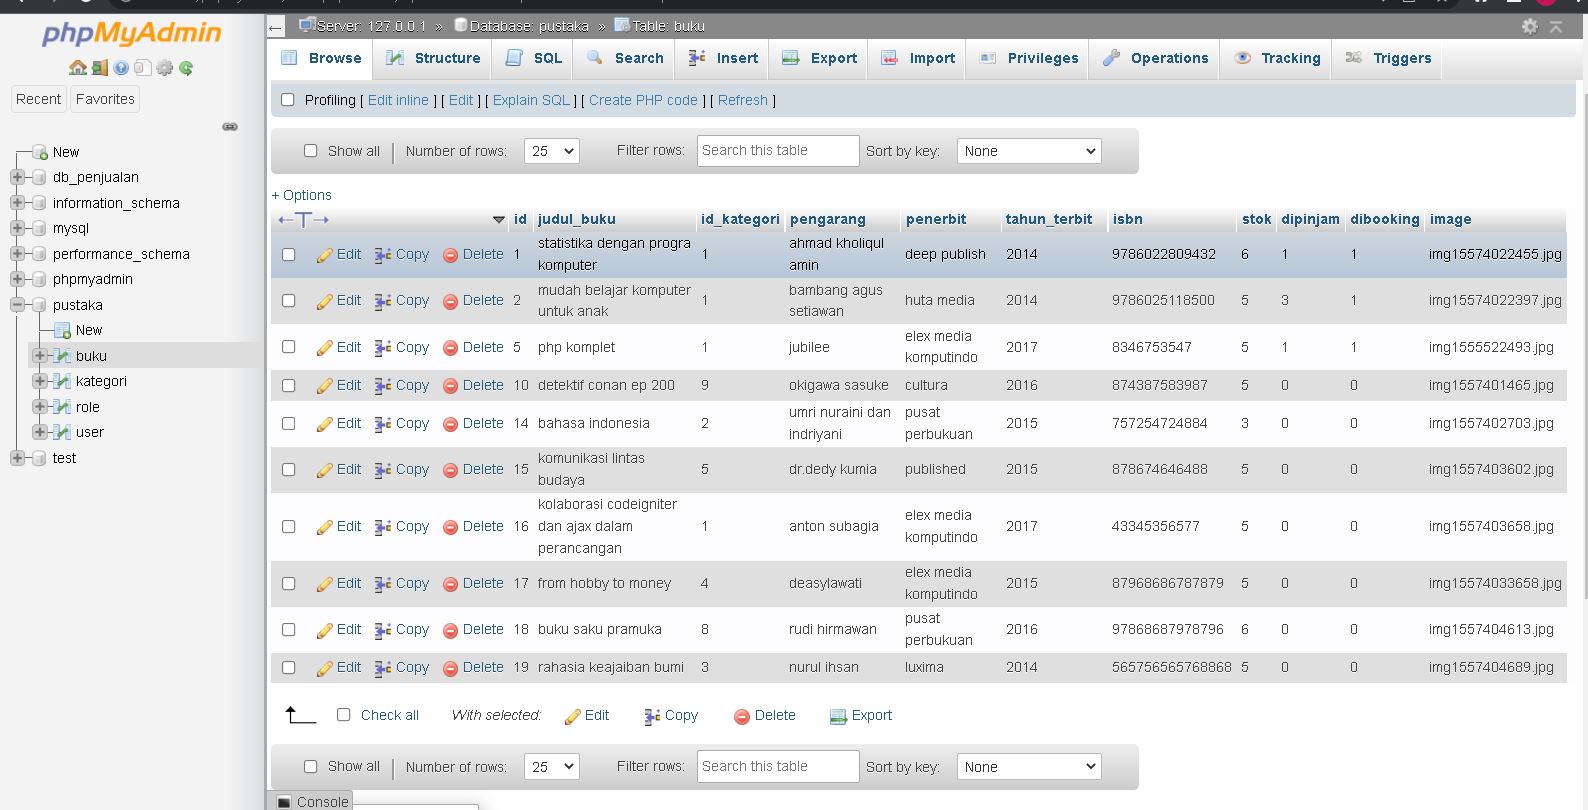 phpMyAdmin
Recent Favorites
New
db_penjualan
information_schema
mysql
performance_schema
phpmyadmin
pustaka
New
buku
kategori
role
user
test
Server: 127.0.0.1 » Database: pustaka » Table: buku
Browse Structure SQL Search Insert Export Import Privileges Operations Tracking Triggers
Profiling [ Edit inline ] [ Edit ] [ Explain SQL ] [ Create PHP code ] [ Refresh ]
Show all | Number of rows: 25 Filter rows: Search this table Sort by key: None
+ Options
←T→ id judul_buku id_kategori pengarang penerbit tahun_terbit isbn stok dipinjam dibooking image
statistika dengan progra ahmad kholiqul
Edit Copy Delete 1 1 deep publish 2014 9786022809432 6 1 1 img15574022455.jpg
komputer amin
mudah belajar komputer bambang agus
Edit Copy Delete 2 1 huta media 2014 9786025118500 5 3 1 img15574022397.jpg
untuk anak setiawan
elex media
Edit Copy Delete 5 php komplet 1 jubilee 2017 8346753547 5 1 1 img1555522493.jpg
komputindo
Edit Copy Delete 10 detektif conan ep 200 9 okigawa sasuke cultura 2016 874387583987 5 0 0 img1557401465.jpg
umri nuraini dan pusat
Edit Copy Delete 14 bahasa indonesia 2 2015 757254724884 3 0 0 img1557402703.jpg
indriyani perbukuan
komunikasi lintas
Edit Copy Delete 15 5 dr.dedy kumia published 2015 878674646488 5 0 0 img1557403602.jpg
budaya
kolaborasi codeigniter
elex media
Edit Copy Delete 16 dan ajax dalam 1 anton subagia 2017 43345356577 5 0 0 img1557403658.jpg
komputindo
perancangan
elex media
Edit Copy Delete 17 from hobby to money 4 deasylawati 2015 87968686787879 5 0 0 img15574033658.jpg
komputindo
pusat
Edit Copy Delete 18 buku saku pramuka 8 rudi hirmawan 2016 97868687978796 6 0 0 img1557404613.jpg
perbukuan
Edit Copy Delete 19 rahasia keajaiban bumi 3 nurul ihsan luxima 2014 565756565768868 5 0 0 img1557404689.jpg
Check all With selected: Edit Copy Delete Export
Show all | Number of rows: 25 Filter rows: Search this table Sort by key: None
Console